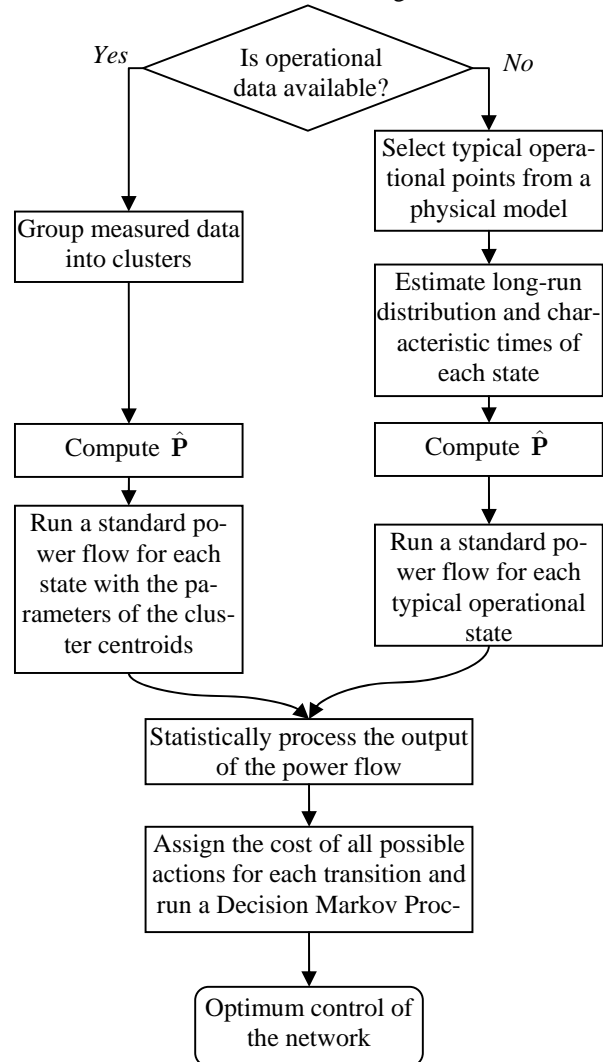 Yes
Is operational
data available?
No
Select typical opera-
tional points from a
physical model
Group measured data
into clusters
Estimate long-run
distribution and char-
acteristic times of
each state
Compute P̂
Compute P̂
Run a standard po-
wer flow for each
state with the pa-
rameters of the clus-
ter centroids
Run a standard po-
wer flow for each
typical operational
state
Statistically process the output
of the power flow
Assign the cost of all possible
actions for each transition and
run a Decision Markov Proc-
Optimum control of
the network